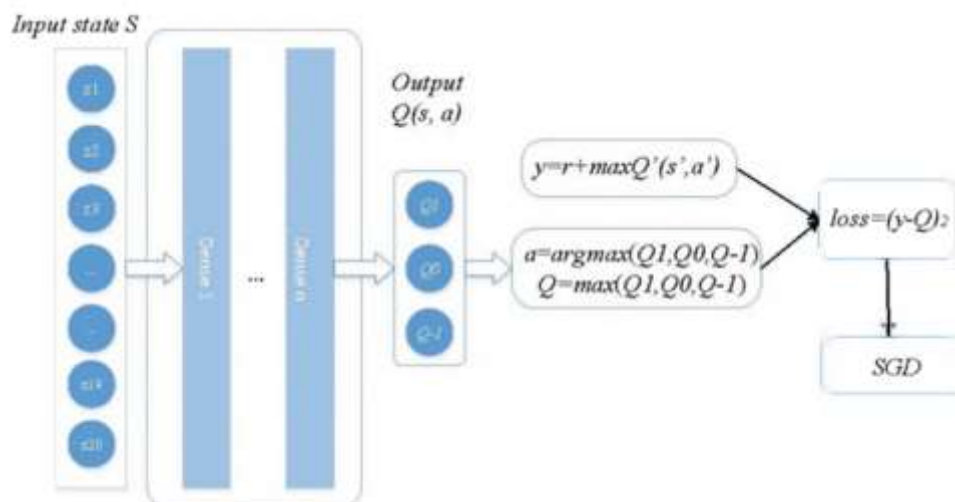 Input state S
s1
s2
s3
..
..
s19
s20
Dense 1
...
Dense n
Output
Q(s, a)
Q1
Q0
Q-1
y=r+maxQ'(s',a')
a=argmax(Q1,Q0,Q-1)
Q=max(Q1,Q0,Q-1)
loss=(y-Q)2
SGD